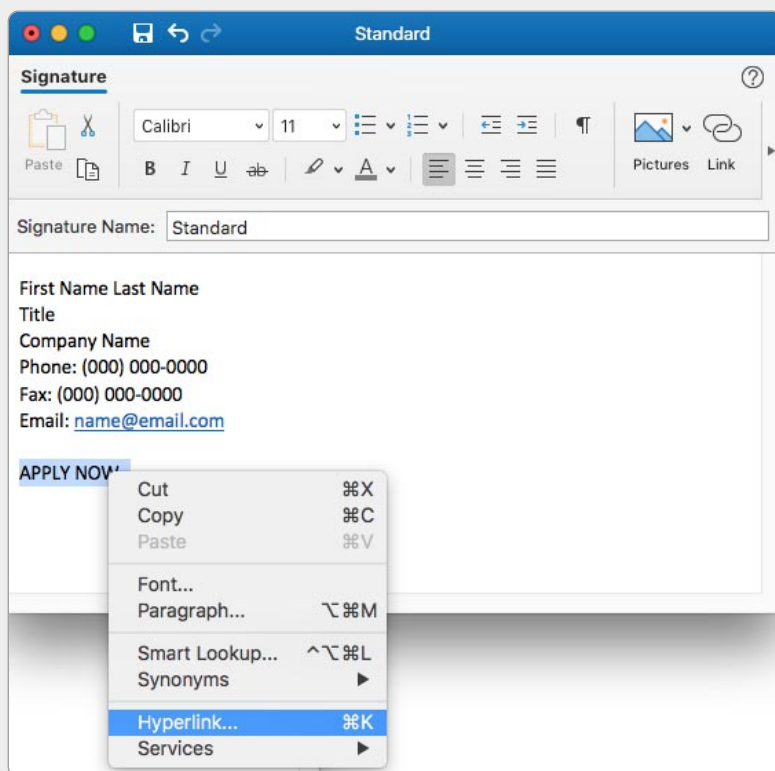 Standard
Signature
Calibri 11
Paste B I U ab A Pictures Link
Signature Name: Standard
First Name Last Name
Title
Company Name
Phone: (000) 000-0000
Fax: (000) 000-0000
Email: name@email.com
APPLY NOW
Cut ⌘X
Copy ⌘C
Paste ⌘V
Font...
Paragraph... ⌥⌘M
Smart Lookup... ^⌥⌘L
Synonyms ▶
Hyperlink... ⌘K
Services ▶